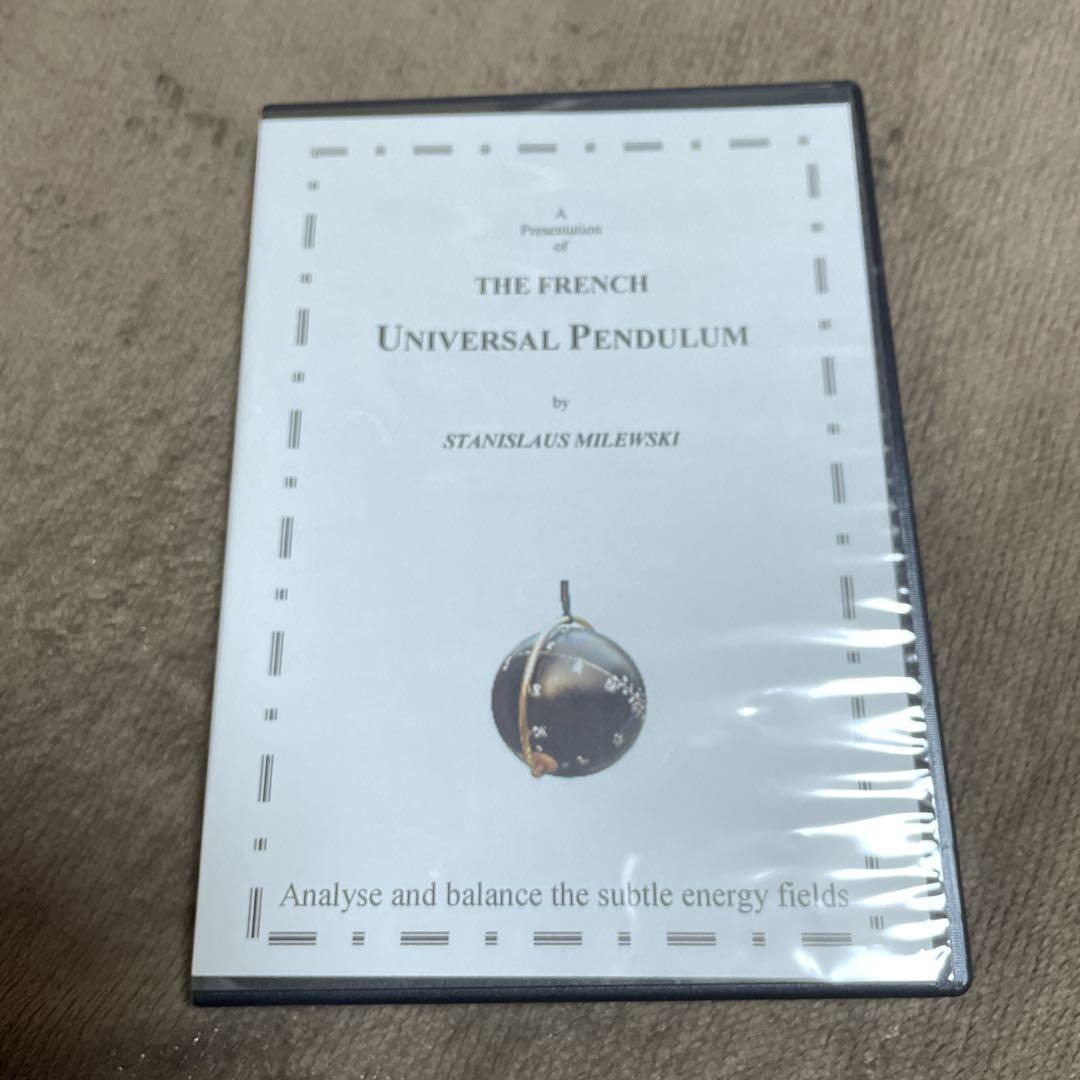 A
Presentation
of
THE FRENCH
UNIVERSAL PENDULUM
by
STANISLAUS MILEWSKI
Analyse and balance the subtle energy fields